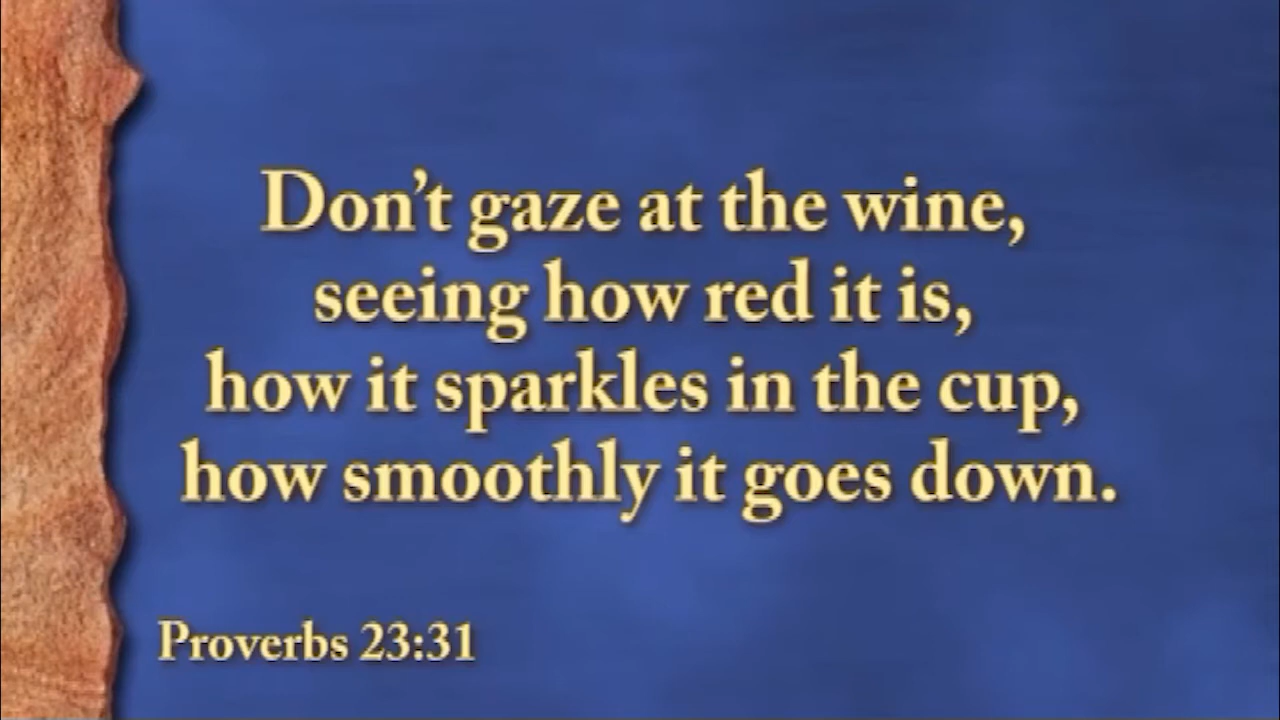 Don’t gaze at the wine,
seeing how red it is,
how it sparkles in the cup,
how smoothly it goes down.
Proverbs 23:31